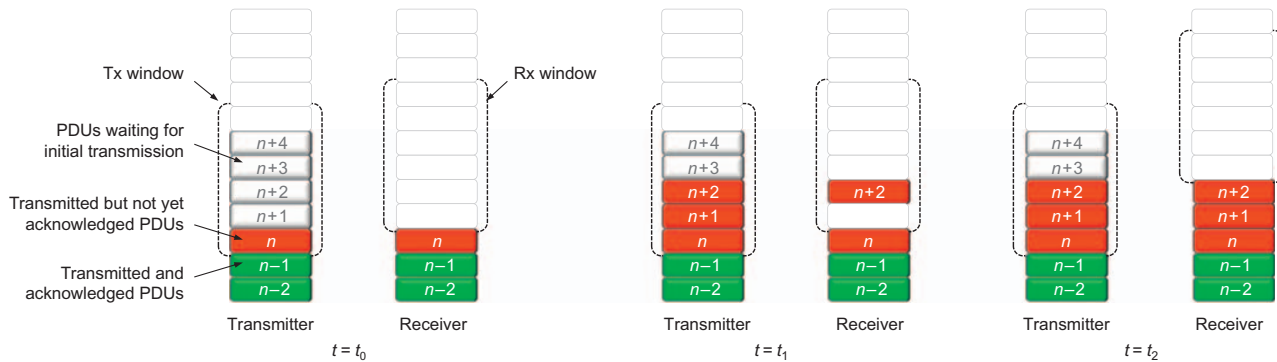 Tx window
Rx window
PDUs waiting for
initial transmission
Transmitted but not yet
acknowledged PDUs
Transmitted and
acknowledged PDUs
n+4
n+3
n+2
n+1
n
n–1
n–2
Transmitter
n
n–1
n–2
Receiver
t = t0
n+4
n+3
n+2
n+1
n
n–1
n–2
Transmitter
n+2
n
n–1
n–2
Receiver
t = t1
n+4
n+3
n+2
n+1
n
n–1
n–2
Transmitter
n+2
n+1
n
n–1
n–2
Receiver
t = t2